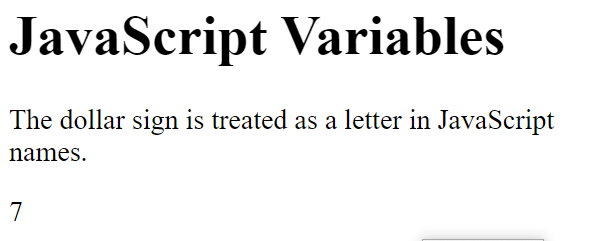 JavaScript Variables
The dollar sign is treated as a letter in JavaScript
names.
7